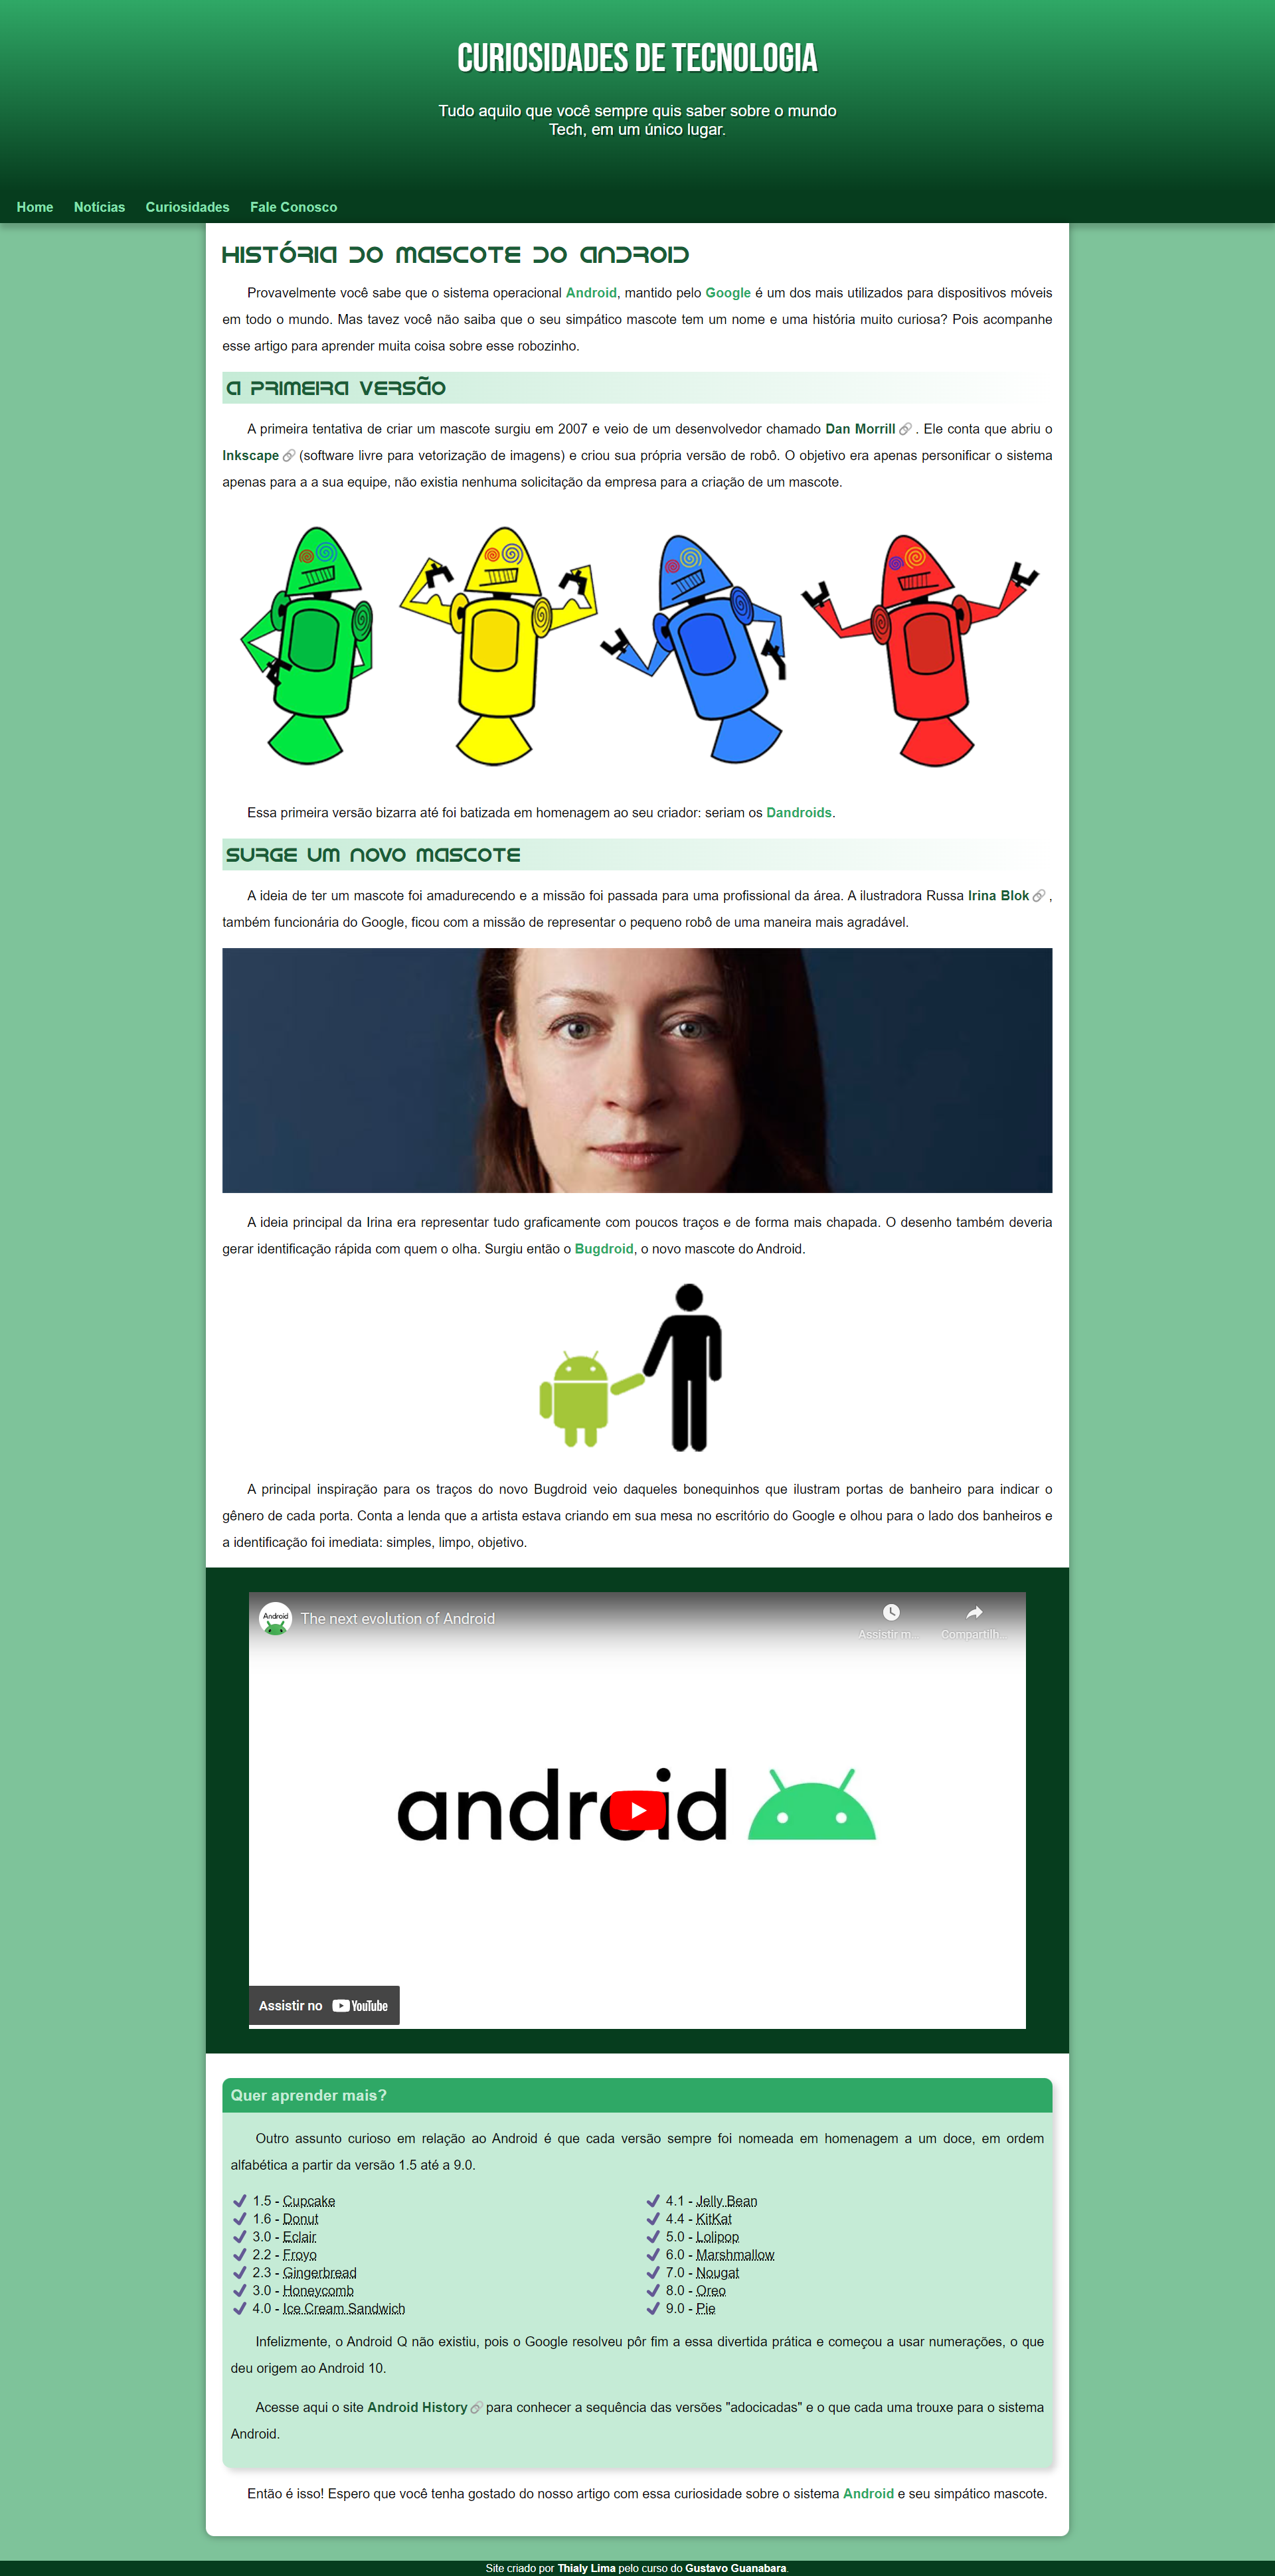 CURIOSIDADES DE TECNOLOGIA
Tudo aquilo que você sempre quis saber sobre o mundo
Tech, em um único lugar.
Home Notícias Curiosidades Fale Conosco
HISTÓRIA DO MASCOTE DO ANDROID
Provavelmente você sabe que o sistema operacional Android, mantido pelo Google é um dos mais utilizados para dispositivos móveis
em todo o mundo. Mas tavez você não saiba que o seu simpático mascote tem um nome e uma história muito curiosa? Pois acompanhe
esse artigo para aprender muita coisa sobre esse robozinho.
A PRIMEIRA VERSÃO
A primeira tentativa de criar um mascote surgiu em 2007 e veio de um desenvolvedor chamado Dan Morrill🔗 . Ele conta que abriu o
Inkscape🔗 (software livre para vetorização de imagens) e criou sua própria versão de robô. O objetivo era apenas personificar o sistema
apenas para a a sua equipe, não existia nenhuma solicitação da empresa para a criação de um mascote.
Essa primeira versão bizarra até foi batizada em homenagem ao seu criador: seriam os Dandroids.
SURGE UM NOVO MASCOTE
A ideia de ter um mascote foi amadurecendo e a missão foi passada para uma profissional da área. A ilustradora Russa Irina Blok🔗 ,
também funcionária do Google, ficou com a missão de representar o pequeno robô de uma maneira mais agradável.
A ideia principal da Irina era representar tudo graficamente com poucos traços e de forma mais chapada. O desenho também deveria
gerar identificação rápida com quem o olha. Surgiu então o Bugdroid, o novo mascote do Android.
A principal inspiração para os traços do novo Bugdroid veio daqueles bonequinhos que ilustram portas de banheiro para indicar o
gênero de cada porta. Conta a lenda que a artista estava criando em sua mesa no escritório do Google e olhou para o lado dos banheiros e
a identificação foi imediata: simples, limpo, objetivo.
Android
The next evolution of Android
Assistir m...
Compartilh...
android
Assistir no YouTube
Quer aprender mais?
Outro assunto curioso em relação ao Android é que cada versão sempre foi nomeada em homenagem a um doce, em ordem
alfabética a partir da versão 1.5 até a 9.0.
✔ 1.5 - Cupcake
✔ 1.6 - Donut
✔ 3.0 - Eclair
✔ 2.2 - Froyo
✔ 2.3 - Gingerbread
✔ 3.0 - Honeycomb
✔ 4.0 - Ice Cream Sandwich
✔ 4.1 - Jelly Bean
✔ 4.4 - KitKat
✔ 5.0 - Lolipop
✔ 6.0 - Marshmallow
✔ 7.0 - Nougat
✔ 8.0 - Oreo
✔ 9.0 - Pie
Infelizmente, o Android Q não existiu, pois o Google resolveu pôr fim a essa divertida prática e começou a usar numerações, o que
deu origem ao Android 10.
Acesse aqui o site Android History🔗 para conhecer a sequência das versões "adocicadas" e o que cada uma trouxe para o sistema
Android.
Então é isso! Espero que você tenha gostado do nosso artigo com essa curiosidade sobre o sistema Android e seu simpático mascote.
Site criado por Thialy Lima pelo curso do Gustavo Guanabara.